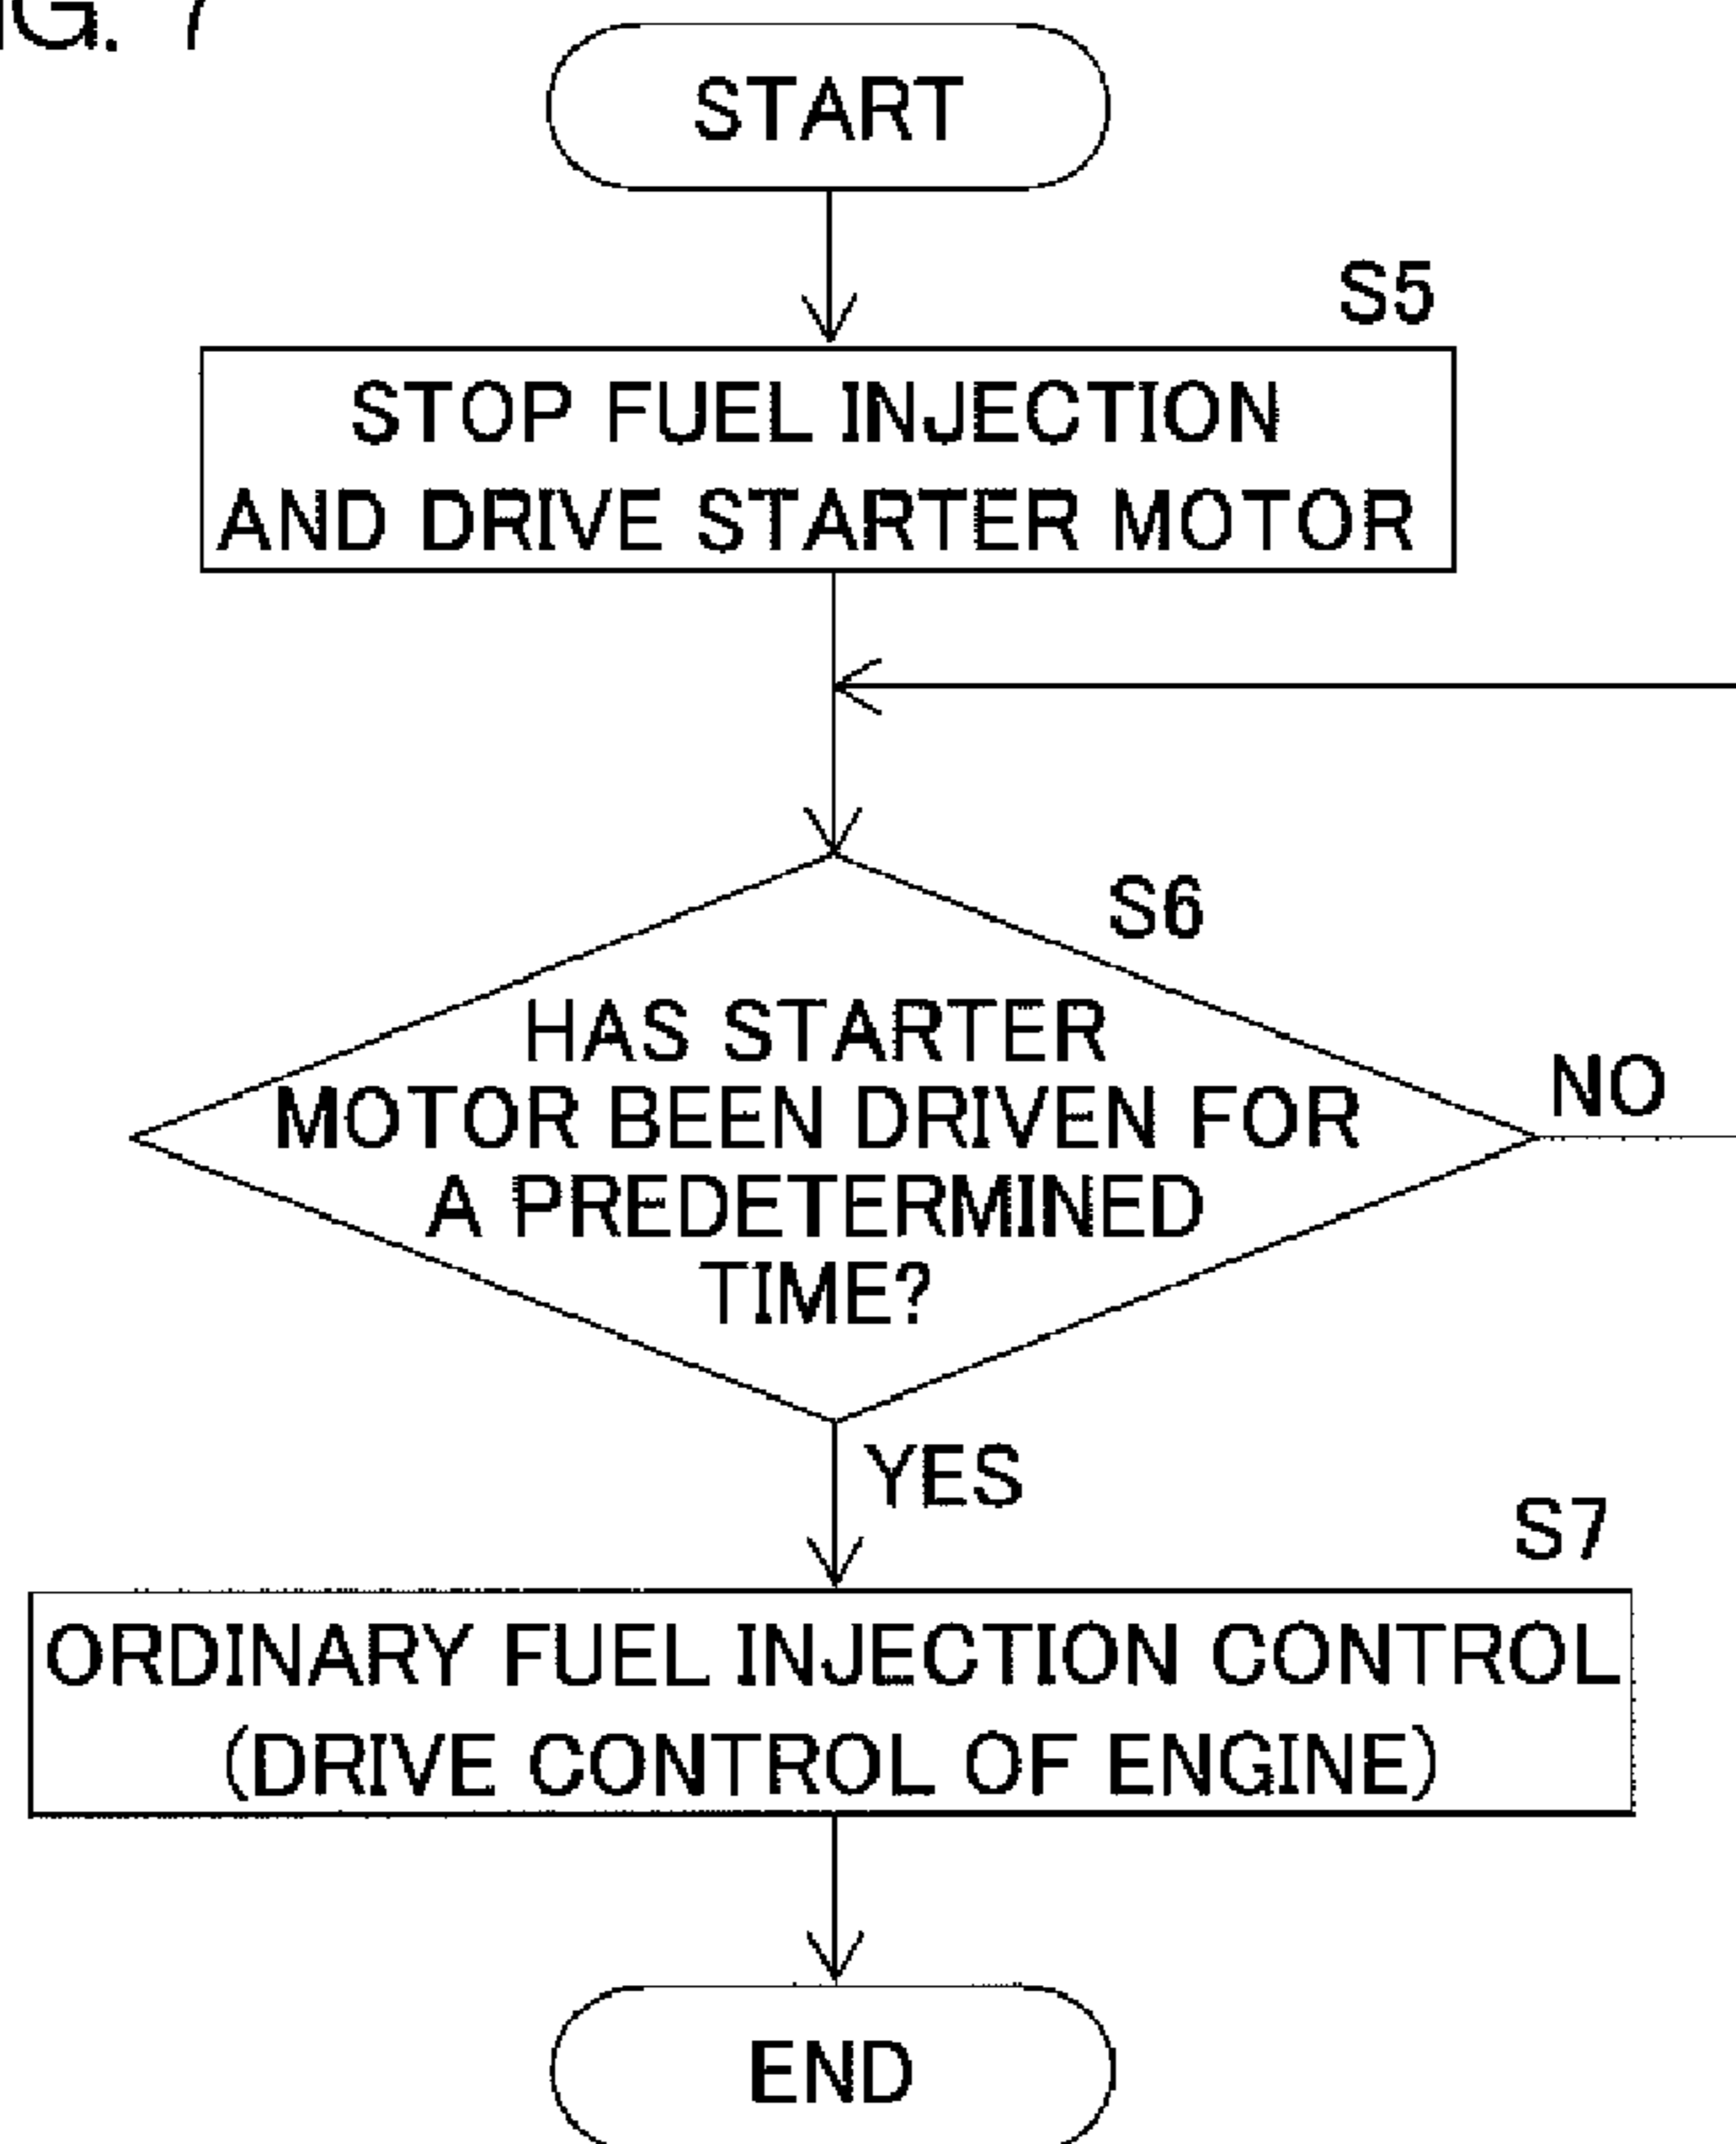 G. 7
START
S5
STOP FUEL INJECTION
AND DRIVE STARTER MOTOR
S6
HAS STARTER
MOTOR BEEN DRIVEN FOR
A PREDETERMINED
TIME?
NO
YES
S7
ORDINARY FUEL INJECTION CONTROL
(DRIVE CONTROL OF ENGINE)
END